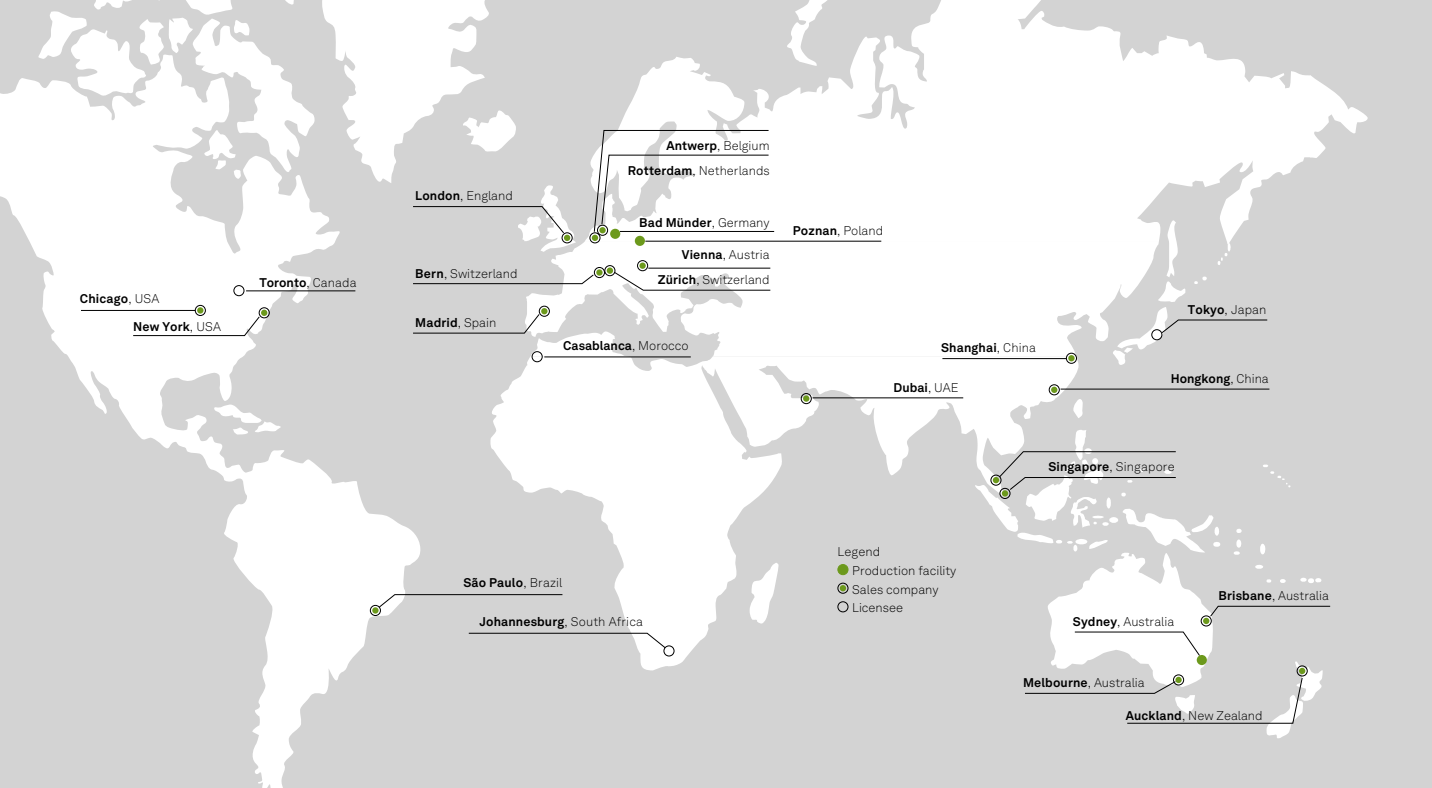 Antwerp, Belgium
Rotterdam, Netherlands
London, England
Bad Münder, Germany
Poznan, Poland
Vienna, Austria
Bern, Switzerland
Zürich, Switzerland
Toronto, Canada
Chicago, USA
New York, USA
Madrid, Spain
Casablanca, Morocco
Tokyo, Japan
Shanghai, China
Hongkong, China
Dubai, UAE
Singapore, Singapore
Legend
Production facility
Sales company
Licensee
São Paulo, Brazil
Johannesburg, South Africa
Brisbane, Australia
Sydney, Australia
Melbourne, Australia
Auckland, New Zealand